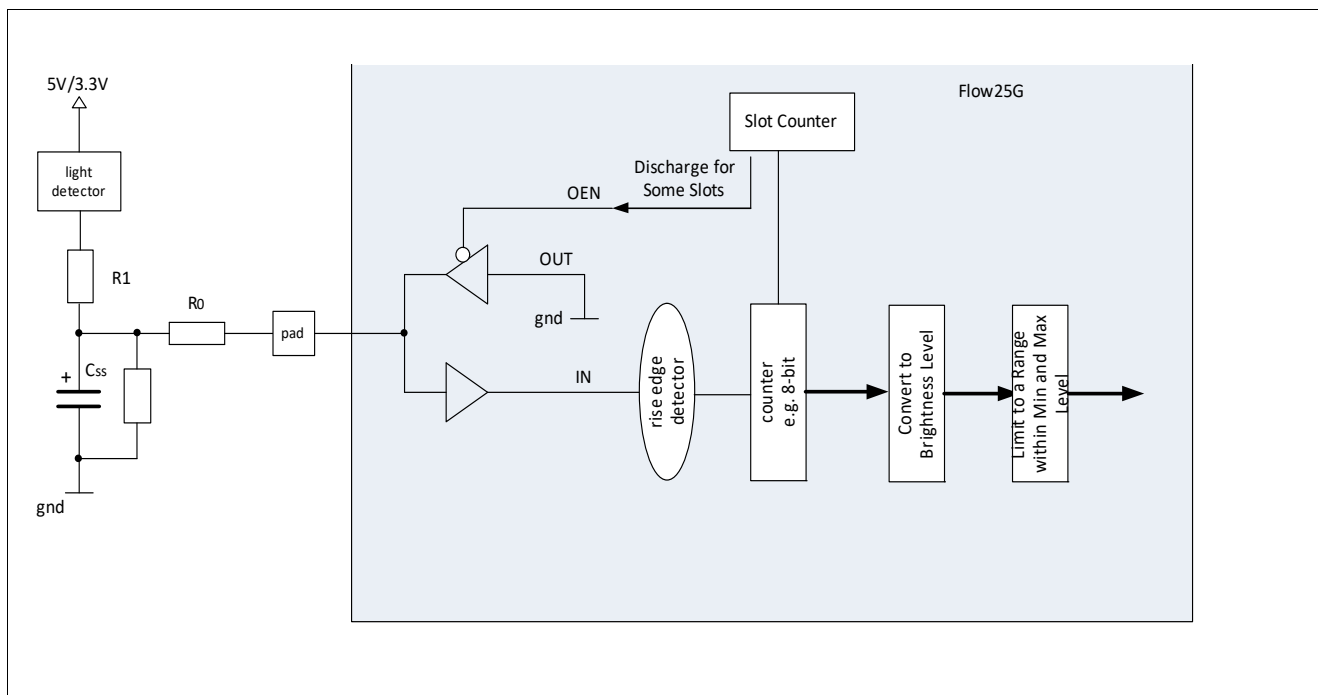 5V/3.3V
light
detector
R1
R0
Css
+
gnd
pad
Flow25G
Slot Counter
Discharge for
Some Slots
OEN
OUT
gnd
IN
rise edge
detector
counter
e.g. 8-bit
Convert to
Brightness Level
Limit to a Range
within Min and Max
Level